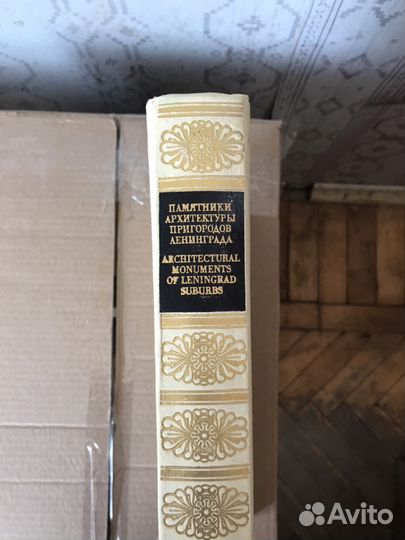 ПАМЯТНИКИ
АРХИТЕКТУРЫ
ПРИГОРОДОВ
ЛЕНИНГРАДА
ARCHITECTURAL
MONUMENTS
OF LENINGRAD
SUBURBS
Avito